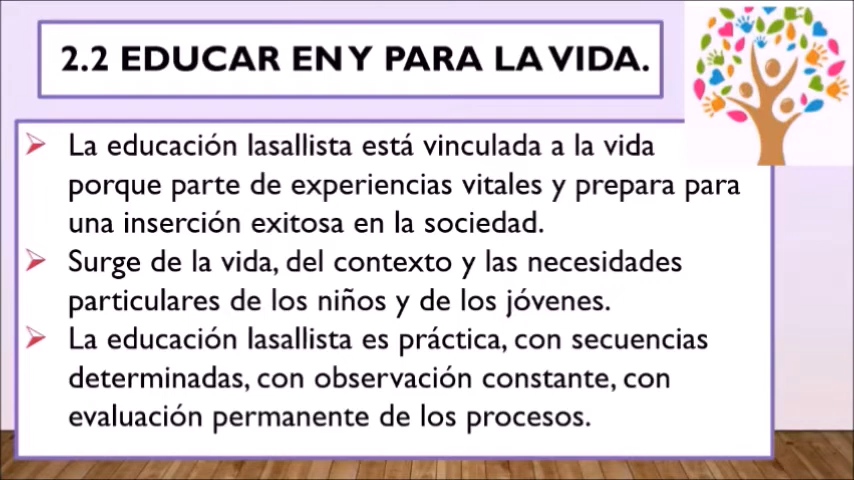 2.2 EDUCAR EN Y PARA LA VIDA.
La educación lasallista está vinculada a la vida
porque parte de experiencias vitales y prepara para
una inserción exitosa en la sociedad.
Surge de la vida, del contexto y las necesidades
particulares de los niños y de los jóvenes.
La educación lasallista es práctica, con secuencias
determinadas, con observación constante, con
evaluación permanente de los procesos.